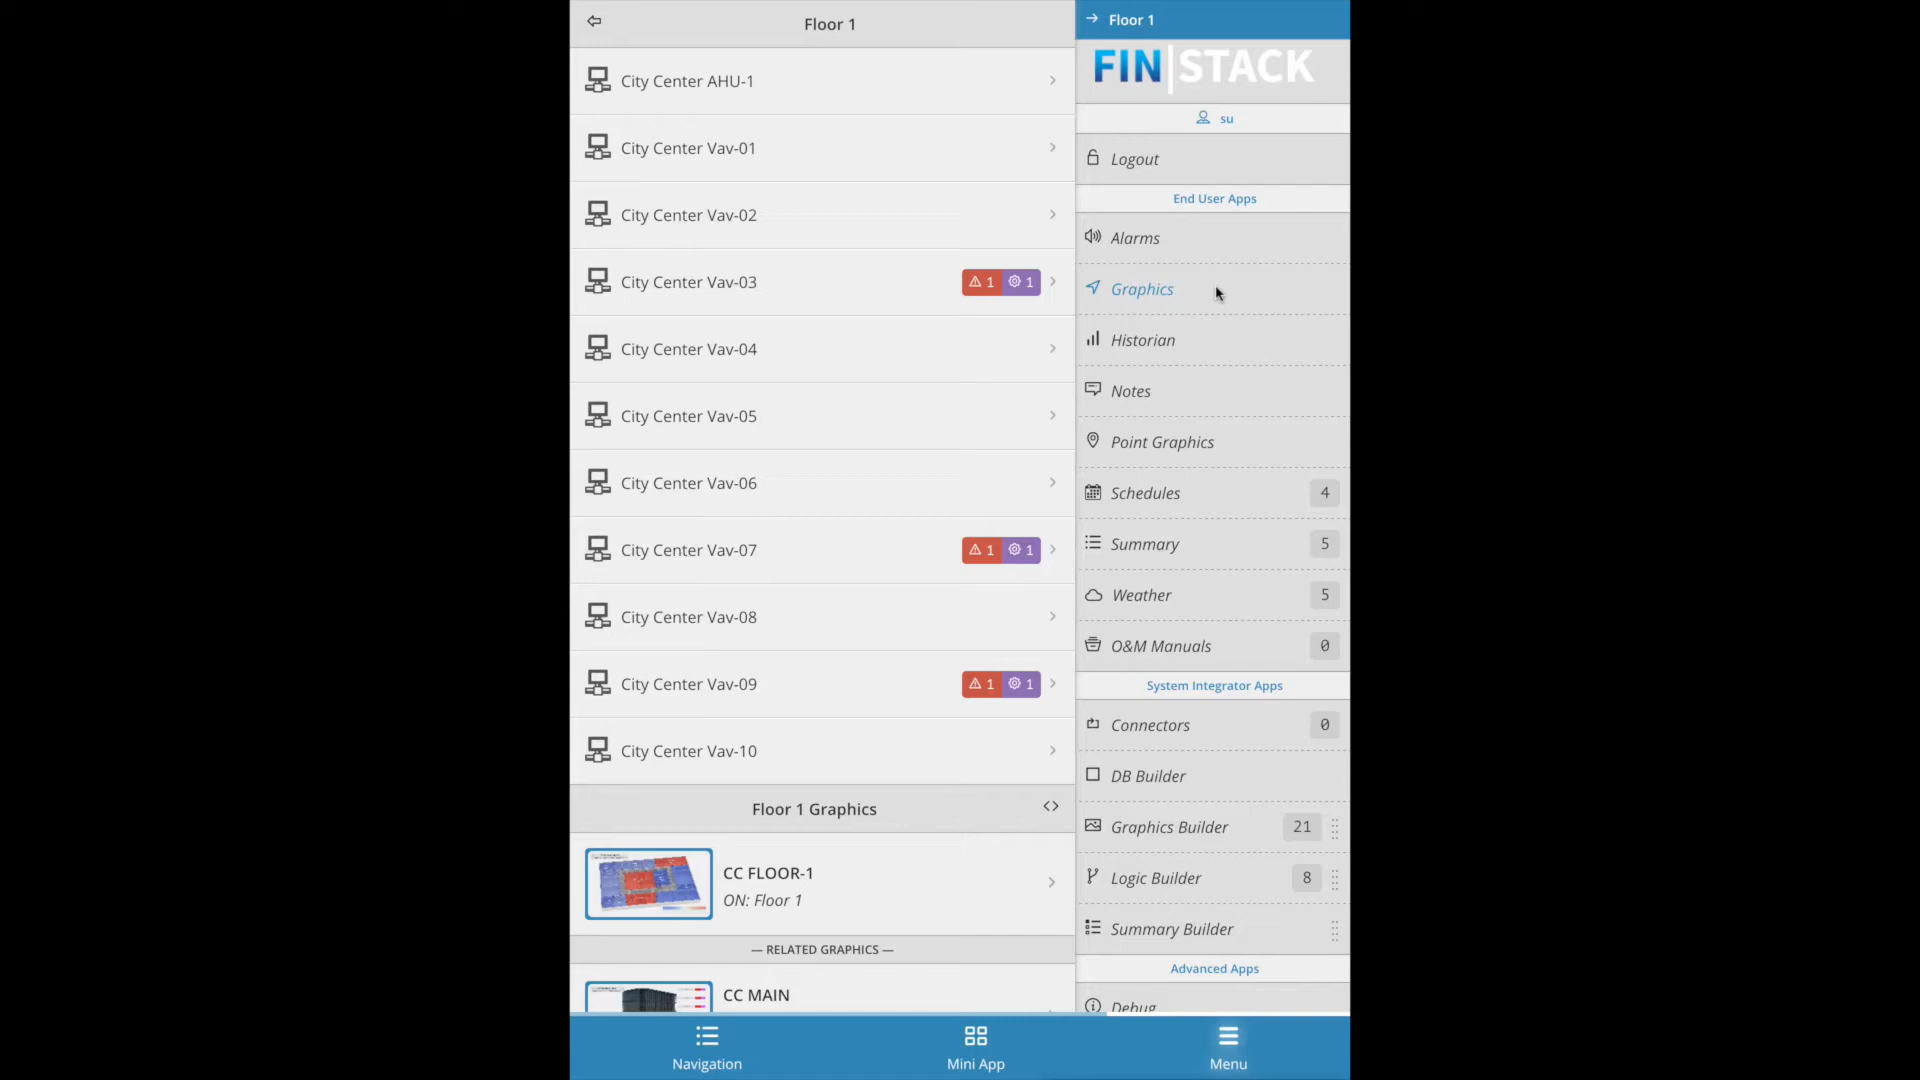 Floor 1
City Center AHU-1
City Center Vav-01
City Center Vav-02
City Center Vav-03 1 1
City Center Vav-04
City Center Vav-05
City Center Vav-06
City Center Vav-07 1 1
City Center Vav-08
City Center Vav-09 1 1
City Center Vav-10
Floor 1 Graphics
CC FLOOR-1
ON: Floor 1
— RELATED GRAPHICS —
CC MAIN
Floor 1
FIN|STACK
su
Logout
End User Apps
Alarms
Graphics
Historian
Notes
Point Graphics
Schedules 4
Summary 5
Weather 5
O&M Manuals 0
System Integrator Apps
Connectors 0
DB Builder
Graphics Builder 21
Logic Builder 8
Summary Builder
Advanced Apps
Debug
Navigation
Mini App
Menu